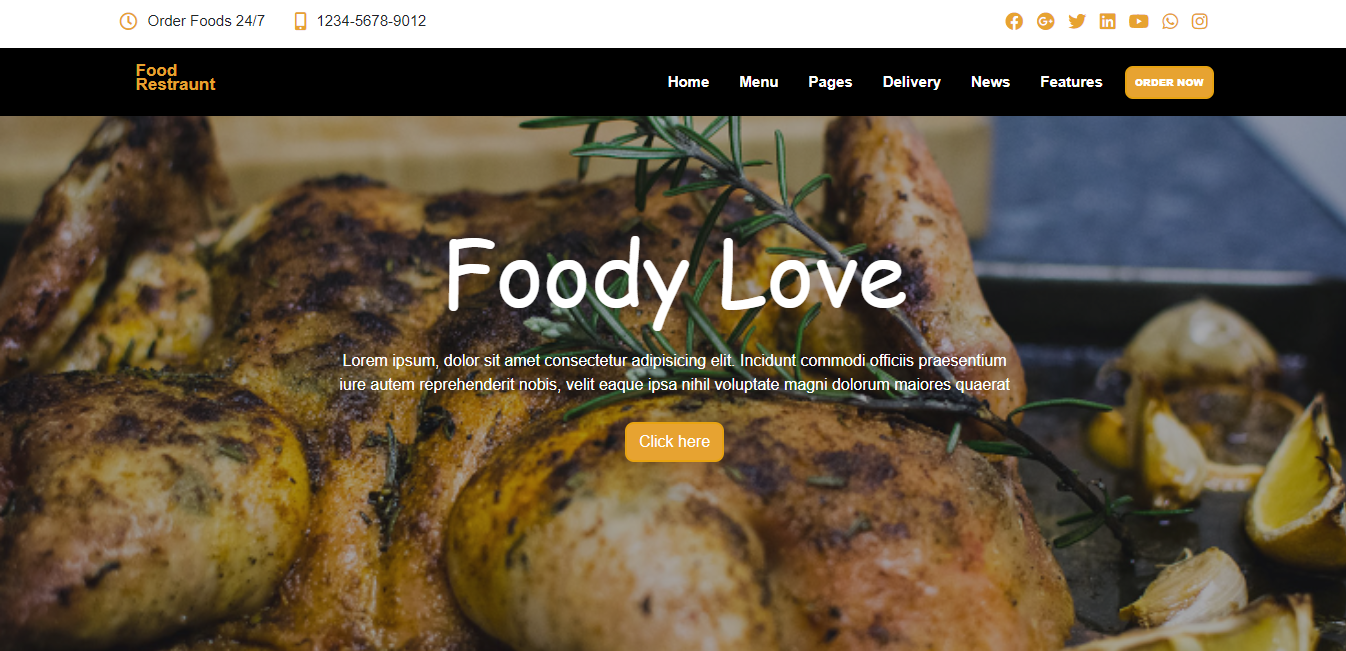 Order Foods 24/7 1234-5678-9012
Food
Restraunt
Home Menu Pages Delivery News Features ORDER NOW
Foody Love
Lorem ipsum, dolor sit amet consectetur adipisicing elit. Incidunt commodi officiis praesentium
iure autem reprehenderit nobis, velit eaque ipsa nihil voluptate magni dolorum maiores quaerat
Click here